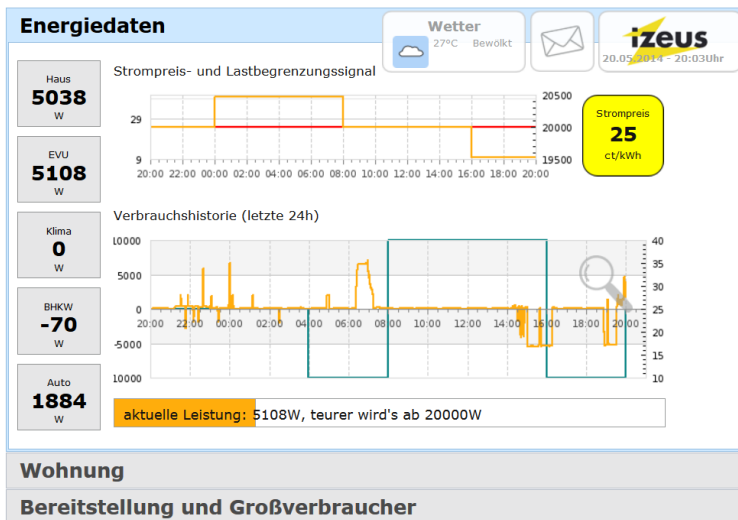 Energiedaten
Wetter
27°C Bewölkt
izeus
20.05.2014 - 20:03Uhr
Haus
5038
W
EVU
5108
W
Klima
0
W
BHKW
-70
W
Auto
1884
W
Strompreis- und Lastbegrenzungssignal
29
9
20500
20000
19500
20:00 22:00 00:00 02:00 04:00 06:00 08:00 10:00 12:00 14:00 16:00 18:00 20:00
Strompreis
25
ct/kWh
Verbrauchshistorie (letzte 24h)
10000
5000
0
-5000
10000
40
35
30
25
20
15
10
20:00 22:00 00:00 02:00 04:00 06:00 08:00 10:00 12:00 14:00 16:00 18:00 20:00
aktuelle Leistung: 5108W, teurer wird's ab 20000W
Wohnung
Bereitstellung und Großverbraucher